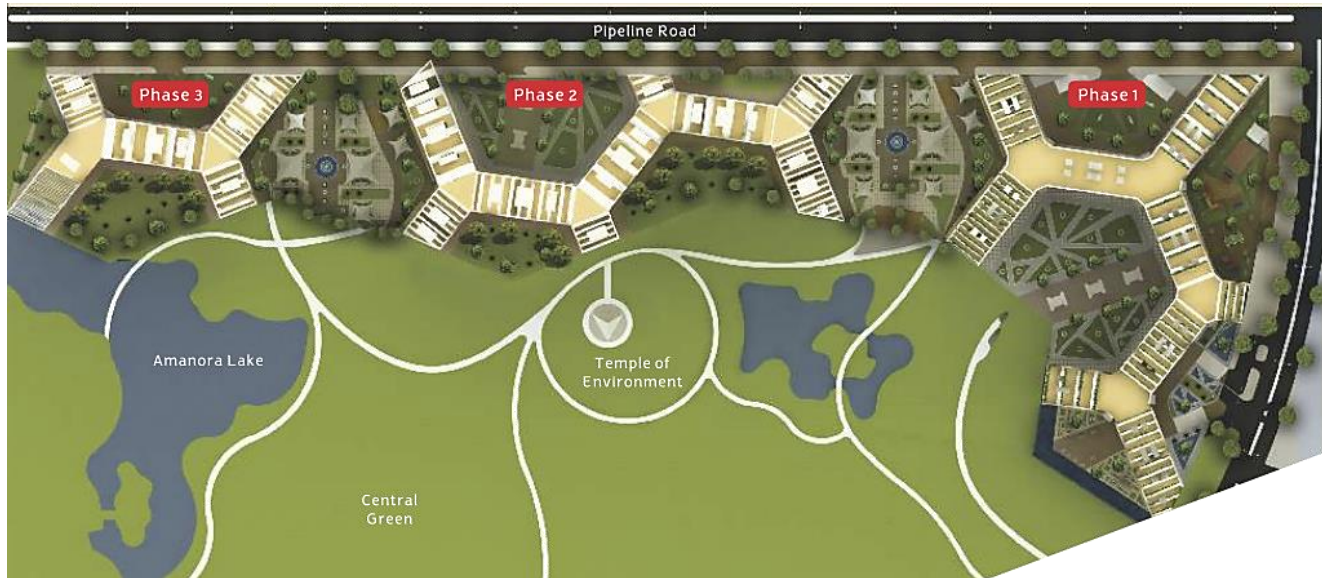 Pipeline Road
Phase 3
Phase 2
Phase 1
Amanora Lake
Temple of
Environment
Central
Green